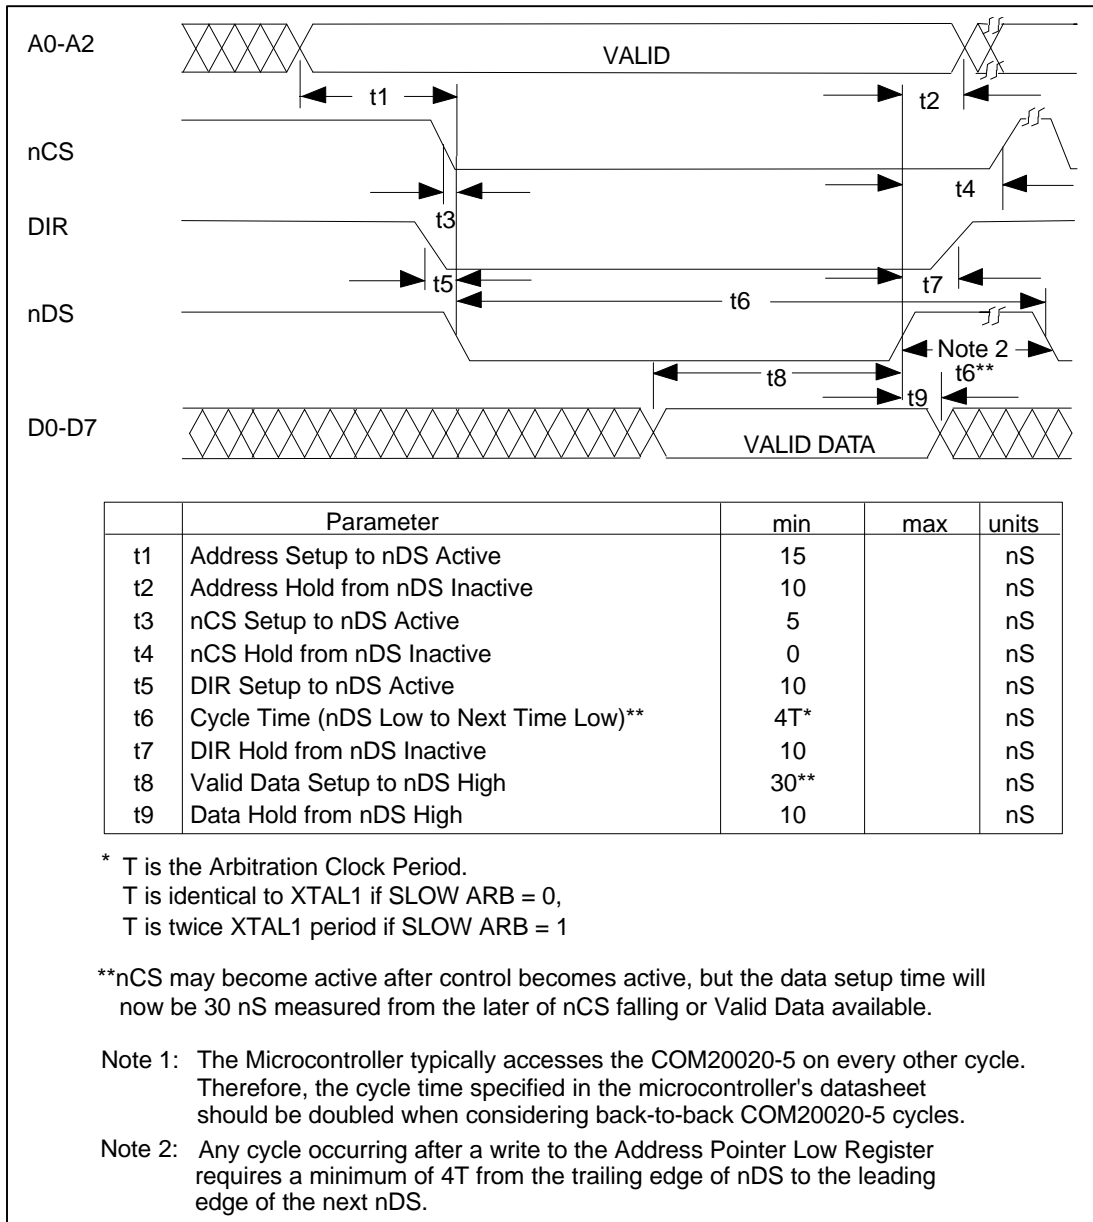 A0-A2
VALID
t1
t2
nCS
t4
t3
DIR
t5
t7
t6
nDS
Note 2
t8
t6**
t9
D0-D7
VALID DATA
Parameter min max units
t1 Address Setup to nDS Active 15 nS
t2 Address Hold from nDS Inactive 10 nS
t3 nCS Setup to nDS Active 5 nS
t4 nCS Hold from nDS Inactive 0 nS
t5 DIR Setup to nDS Active 10 nS
t6 Cycle Time (nDS Low to Next Time Low)** 4T* nS
t7 DIR Hold from nDS Inactive 10 nS
t8 Valid Data Setup to nDS High 30** nS
t9 Data Hold from nDS High 10 nS
* T is the Arbitration Clock Period.
T is identical to XTAL1 if SLOW ARB = 0,
T is twice XTAL1 period if SLOW ARB = 1
**nCS may become active after control becomes active, but the data setup time will
now be 30 nS measured from the later of nCS falling or Valid Data available.
Note 1: The Microcontroller typically accesses the COM20020-5 on every other cycle.
Therefore, the cycle time specified in the microcontroller's datasheet
should be doubled when considering back-to-back COM20020-5 cycles.
Note 2: Any cycle occurring after a write to the Address Pointer Low Register
requires a minimum of 4T from the trailing edge of nDS to the leading
edge of the next nDS.